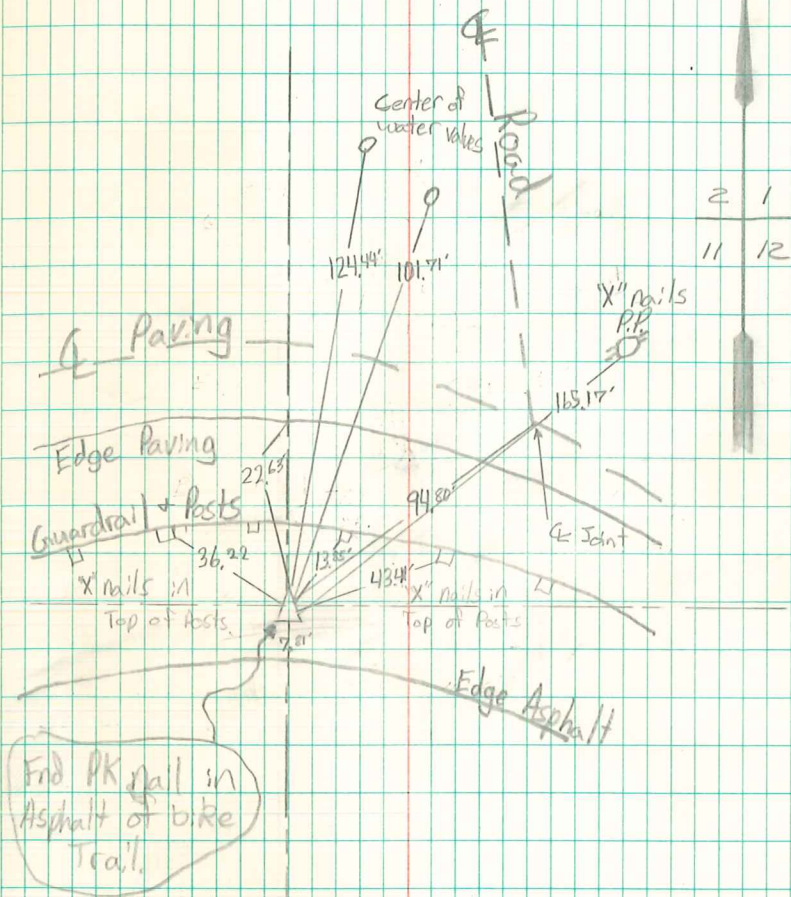 ℄
Road
Center of
water valves
2 1
11 12
124.44' 101.71'
"X" nails
P.P.
℄ Paving
165.17'
Edge Paving
22.63'
94.80'
Guardrail & Posts
℄ Joint
36.22
43.41'
"X" nails in
Top of Posts
"X" nails in
Top of Posts
7.81'
Edge Asphalt
Fnd PK nail in
Asphalt of bike
Trail.